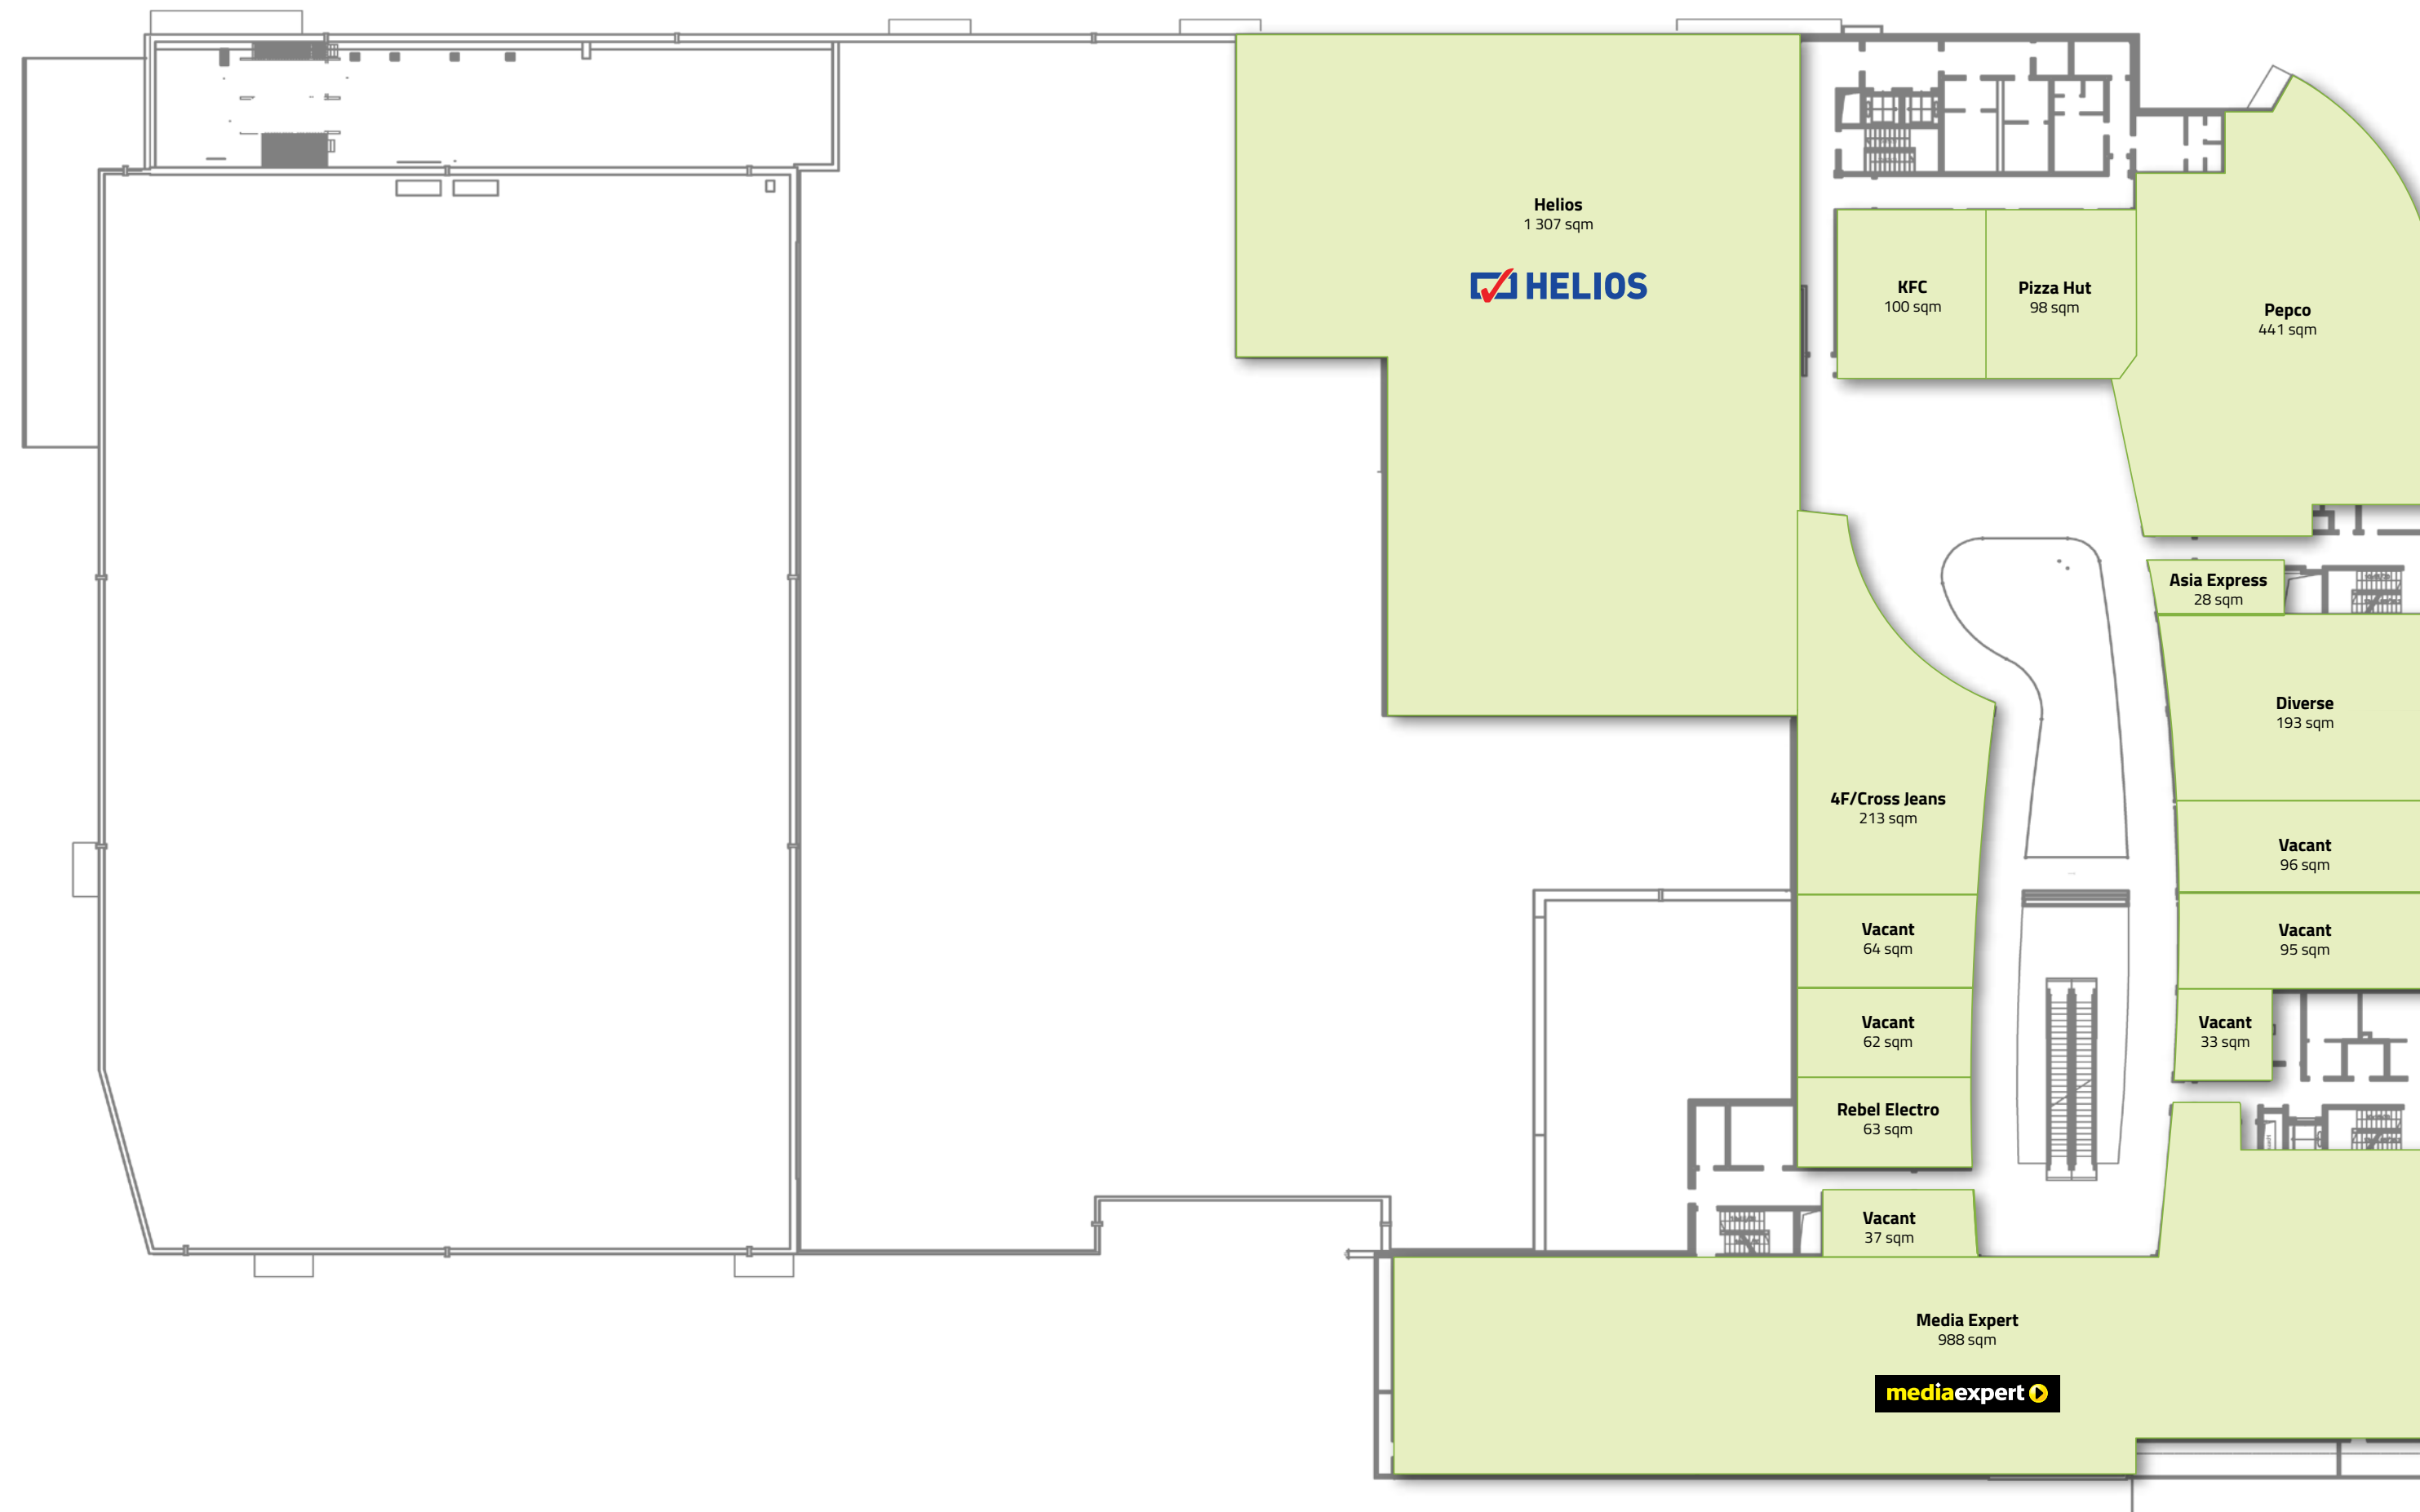 Helios
1 307 sqm
HELIOS
KFC
100 sqm
Pizza Hut
98 sqm
Pepco
441 sqm
Asia Express
28 sqm
Diverse
193 sqm
4F/Cross Jeans
213 sqm
Vacant
96 sqm
Vacant
64 sqm
Vacant
95 sqm
Vacant
62 sqm
Vacant
33 sqm
Rebel Electro
63 sqm
Vacant
37 sqm
Media Expert
988 sqm
mediaexpert